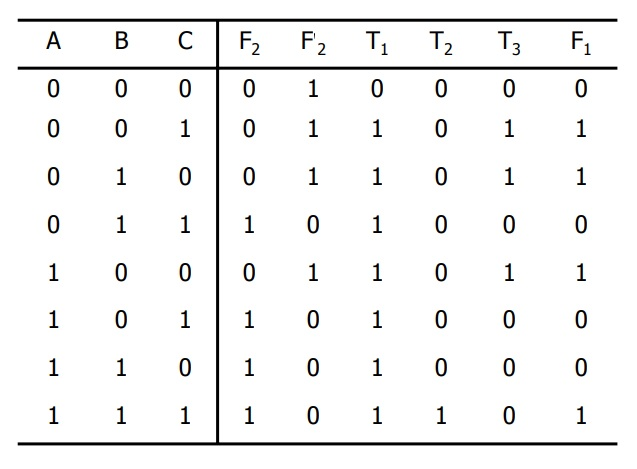 A B C F₂ F'₂ T₁ T₂ T₃ F₁
0 0 0 0 1 0 0 0 0
0 0 1 0 1 1 0 1 1
0 1 0 0 1 1 0 1 1
0 1 1 1 0 1 0 0 0
1 0 0 0 1 1 0 1 1
1 0 1 1 0 1 0 0 0
1 1 0 1 0 1 0 0 0
1 1 1 1 0 1 1 0 1